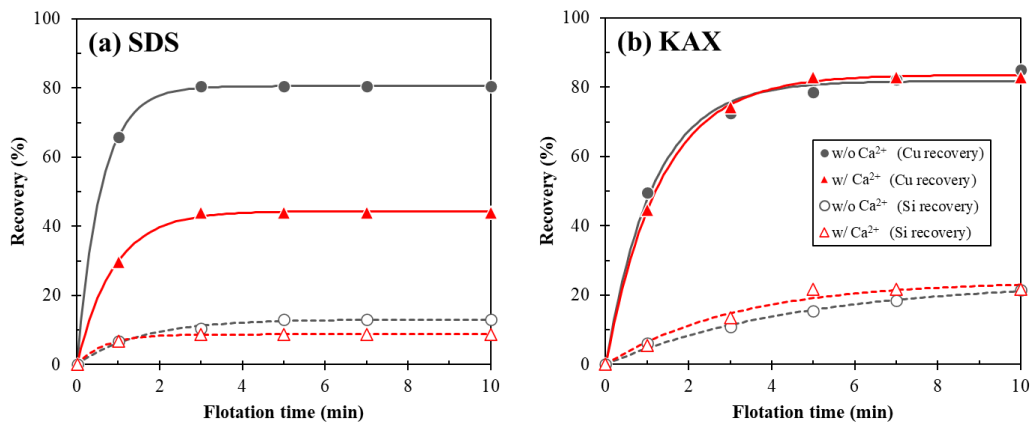 (a) SDS
Recovery (%)
100
80
60
40
20
0
0 2 4 6 8 10
Flotation time (min)
(b) KAX
Recovery (%)
100
80
60
40
20
0
0 2 4 6 8 10
Flotation time (min)
w/o Ca²⁺ (Cu recovery)
w/ Ca²⁺ (Cu recovery)
w/o Ca²⁺ (Si recovery)
w/ Ca²⁺ (Si recovery)